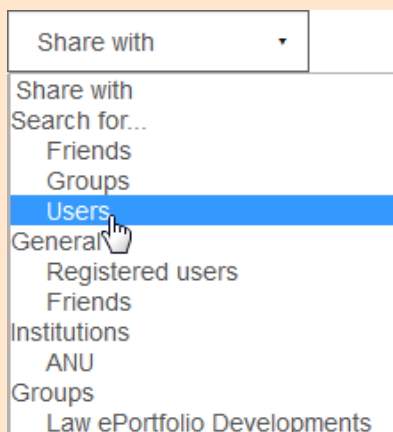 Share with
Share with
Search for...
Friends
Groups
Users
General
Registered users
Friends
Institutions
ANU
Groups
Law ePortfolio Developments